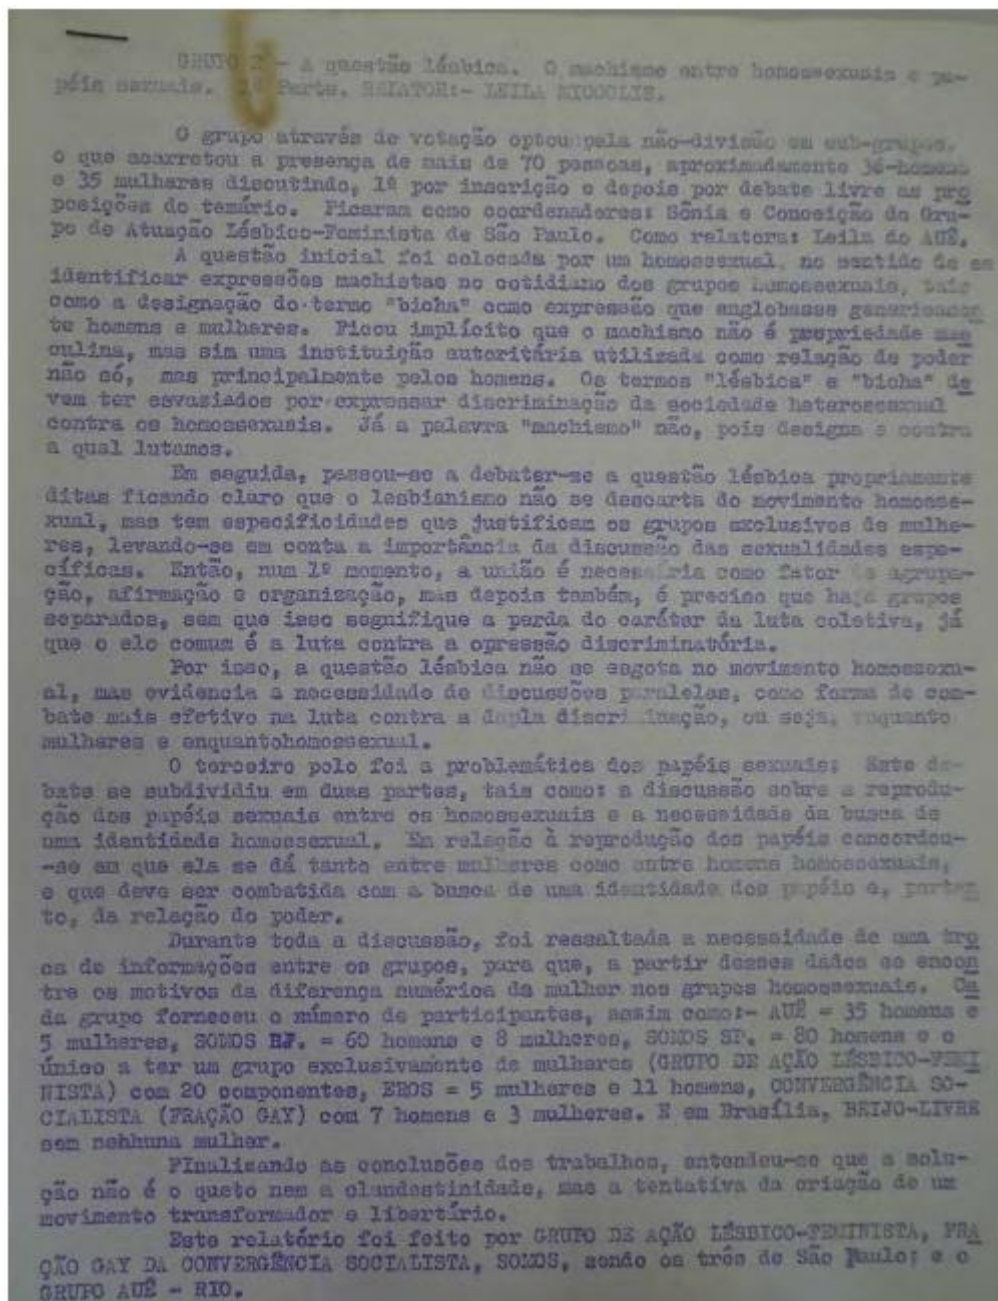 GRUPO 2 - A questão lésbica. O machismo entre homossexuais e pa-
péis sexuais. Parte. RELATOR:- LEILA MICCOLIS.
O grupo através de votação optou pela não-divisão em sub-grupos,
o que acarretou a presença de mais de 70 pessoas, aproximadamente 36-homens
e 35 mulhares discutindo, 1º por inscrição e depois por debate livre as pro
posições do temário. Ficaram como coordenadores: Sônia e Conceição do Gru-
po de Atuação Lésbico-Feminista de São Paulo. Como relatora: Leila do AUÊ.
A questão inicial foi colocada por um homossexual, no sentido de se
identificar expressões machistas no cotidiano dos grupos homossexuais, tais
como a designação do termo "bicha" como expressão que englobasse genericamen
te homens e mulheres. Ficou implícito que o machismo não é propriedade mas
culina, mas sim uma instituição autoritária utilizada como relação de poder
não só, mas principalmente pelos homens. Os termos "lésbica" e "bicha" de
vem ter esvaziados por expressar discriminação da sociedade heterossexual
contra os homossexuais. Já a palavra "machismo" não, pois designa o contra
a qual lutamos.
Em seguida, passou-se a debater-se a questão lésbica propriamente
ditas ficando claro que o lesbianismo não se descarta do movimento homosse-
xual, mas tem especificidades que justificam os grupos exclusivos de mulhe-
res, levando-se em conta a importância da discussão das sexualidades espe-
cíficas. Então, num 1º momento, a união é necessária como fator de agrupa-
ção, afirmação e organização, mas depois também, é preciso que haja grupos
separados, sem que isso segnifique a perda do caráter da luta coletiva, já
que o elo comum é a luta contra a opressão discriminatória.
Por isso, a questão lésbica não se esgota no movimento homossexu-
al, mas evidencia a necessidade de discussões paralelas, como forma de com-
bate mais efetivo na luta contra a dupla discriminação, ou seja, enquanto
mulheres e enquantohomossexual.
O terceiro polo foi a problemática dos papéis sexuais: Este de-
bate se subdividiu em duas partes, tais como: a discussão sobre a reprodu-
ção dos papéis sexuais entre os homossexuais e a necessidade da busca de
uma identidade homossexual. Em relação à reprodução dos papéis concordou-
-se em que ela se dá tanto entre mulheres como entre homens homossexuais,
e que deve ser combatida com a busca de uma identidade dos papéis e, portan
to, da relação do poder.
Durante toda a discussão, foi ressaltada a necessidade de uma tro
ca de informações entre os grupos, para que, a partir desses dados se encon
tre os motivos da diferença numérica da mulher nos grupos homossexuais. Ca
da grupo forneceu o número de participantes, assim como:- AUÊ = 35 homens e
5 mulheres, SOMOS RJ. = 60 homens e 8 mulheres, SOMOS SP. = 80 homens e o
único a ter um grupo exclusivamente de mulheres (GRUPO DE AÇÃO LÉSBICO-FEMI
NISTA) com 20 componentes, EROS = 5 mulheres e 11 homens, CONVERGÊNCIA SO-
CIALISTA (FRAÇÃO GAY) com 7 homens e 3 mulheres. E em Brasília, BEIJO-LIVRE
sem nehhuna mulher.
FInalizando as conclusões dos trabalhos, entendeu-se que a solu-
ção não é o gueto nem a clandestinidade, mas a tentativa da criação de um
movimento transformador e libertário.
Este relatório foi feito por GRUPO DE AÇÃO LÉSBICO-FEMINISTA, FRA
ÇÃO GAY DA CONVERGÊNCIA SOCIALISTA, SOMOS, sendo os três de São Paulo; e o
GRUPO AUÊ - RIO.